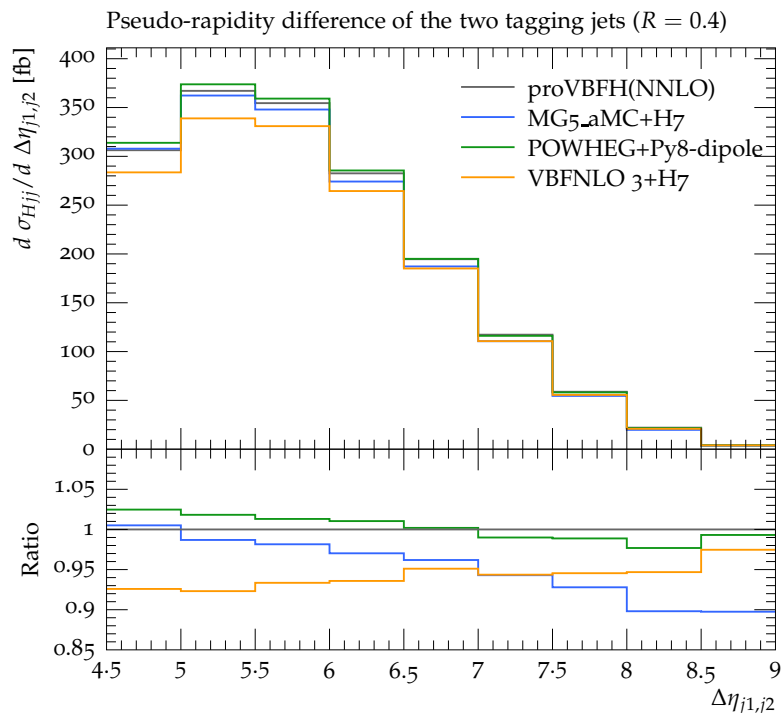 Pseudo-rapidity difference of the two tagging jets (R = 0.4)
d σHjj/d Δηj1,j2 [fb]
400
350
300
250
200
150
100
50
0
proVBFH(NNLO)
MG5_aMC+H7
POWHEG+Py8-dipole
VBFNLO 3+H7
Ratio
1.05
1
0.95
0.9
0.85
4.5 5 5.5 6 6.5 7 7.5 8 8.5 9
Δηj1,j2